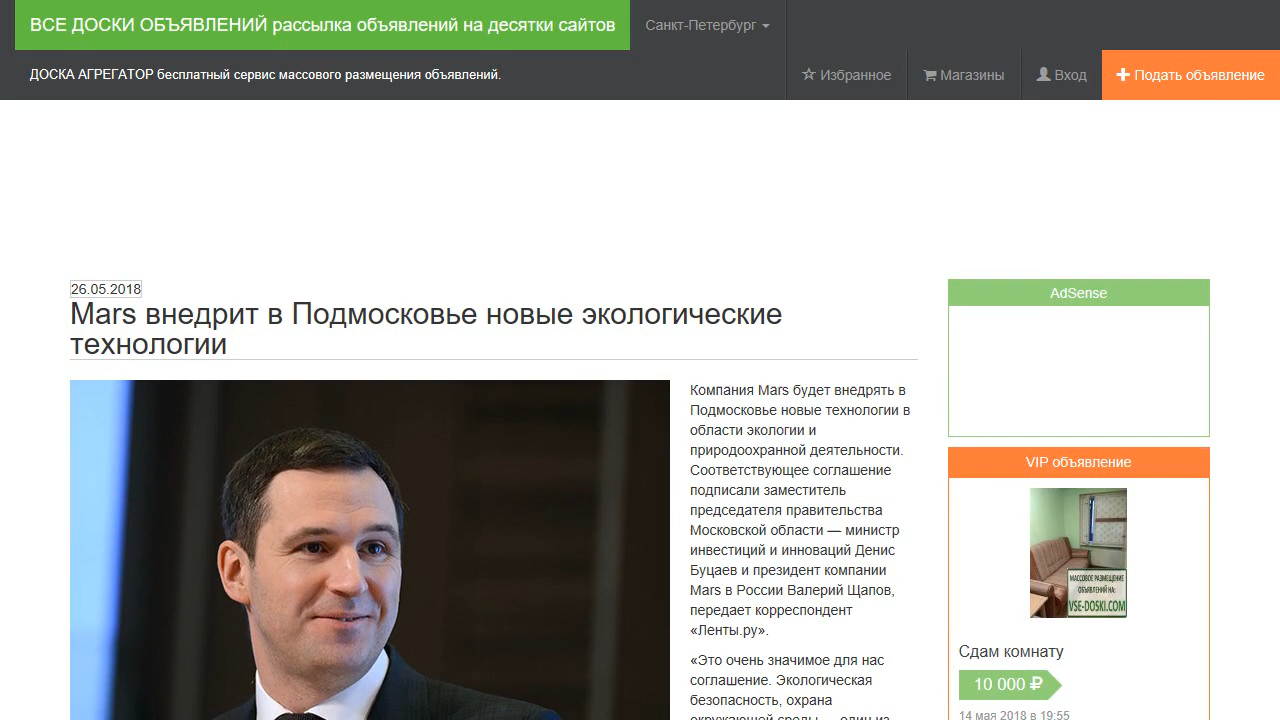 ВСЕ ДОСКИ ОБЪЯВЛЕНИЙ рассылка объявлений на десятки сайтов
Санкт-Петербург
ДОСКА АГРЕГАТОР бесплатный сервис массового размещения объявлений.
Избранное
Магазины
Вход
Подать объявление
26.05.2018
Mars внедрит в Подмосковье новые экологические
технологии
Компания Mars будет внедрять в
Подмосковье новые технологии в
области экологии и
природоохранной деятельности.
Соответствующее соглашение
подписали заместитель
председателя правительства
Московской области — министр
инвестиций и инноваций Денис
Буцаев и президент компании
Mars в России Валерий Щапов,
передает корреспондент
«Ленты.ру».
«Это очень значимое для нас
соглашение. Экологическая
безопасность, охрана
окружающей среды — один из
AdSense
VIP объявление
МАССОВОЕ РАЗМЕЩЕНИЕ
ОБЪЯВЛЕНИЙ НА:
VSE-DOSKI.COM
Сдам комнату
10 000 ₽
14 мая 2018 в 19:55